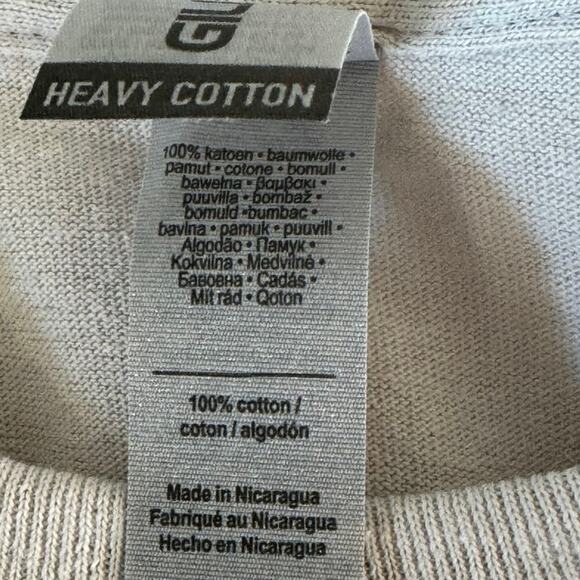 HEAVY COTTON
100% katoen • baumwolle •
pamut • cotone • bomull •
bawełna • βαμβακι •
puuvilla • bombaž •
bomuld • bumbac •
bavlna • pamuk • puuvill •
Algodão • Памук •
Kokvilna • Medvilnė •
Бавовна • Cadás •
Mit rád • Qoton
100% cotton /
coton / algodón
Made in Nicaragua
Fabriqué au Nicaragua
Hecho en Nicaragua